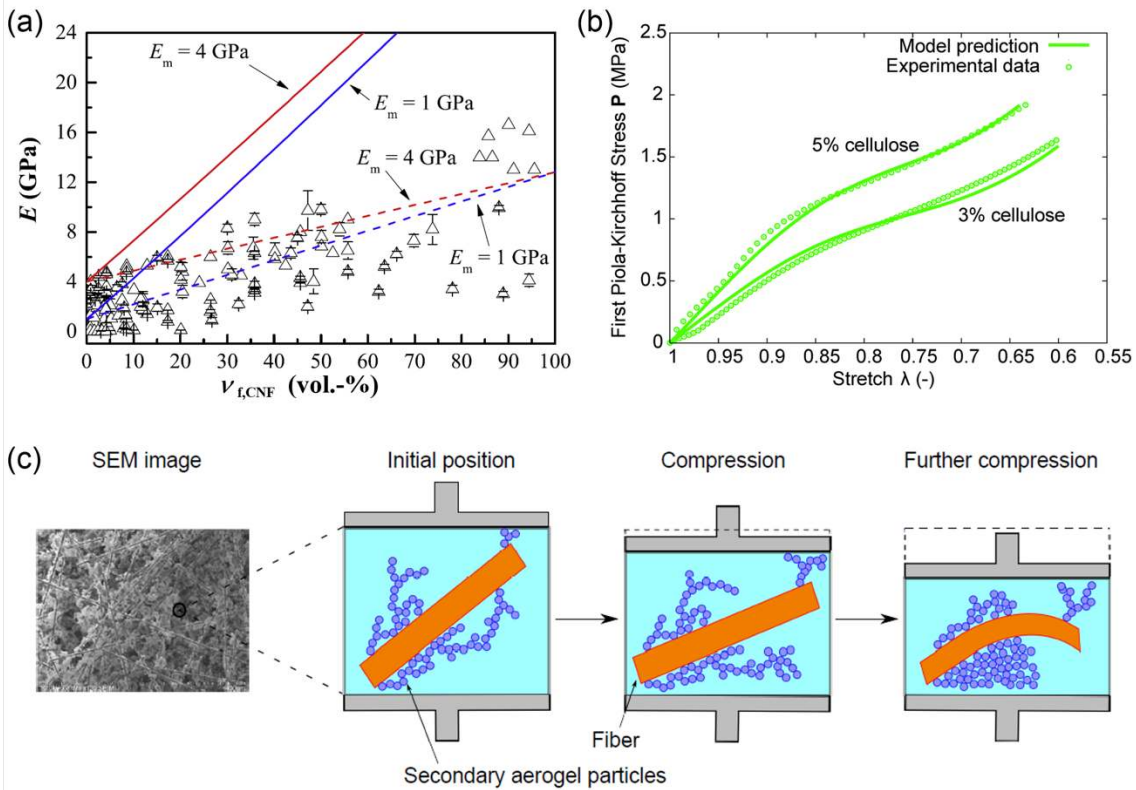 (a)
24
20
16
12
8
4
0
E (GPa)
E_m = 4 GPa
E_m = 1 GPa
E_m = 4 GPa
E_m = 1 GPa
0 10 20 30 40 50 60 70 80 90 100
ν_f,CNF (vol.-%)
(b)
Model prediction
Experimental data
2.5
2
1.5
1
0.5
0
First Piola-Kirchhoff Stress P (MPa)
5% cellulose
3% cellulose
1 0.95 0.9 0.85 0.8 0.75 0.7 0.65 0.6 0.55
Stretch λ (-)
(c)
SEM image
Initial position
Compression
Further compression
Fiber
Secondary aerogel particles